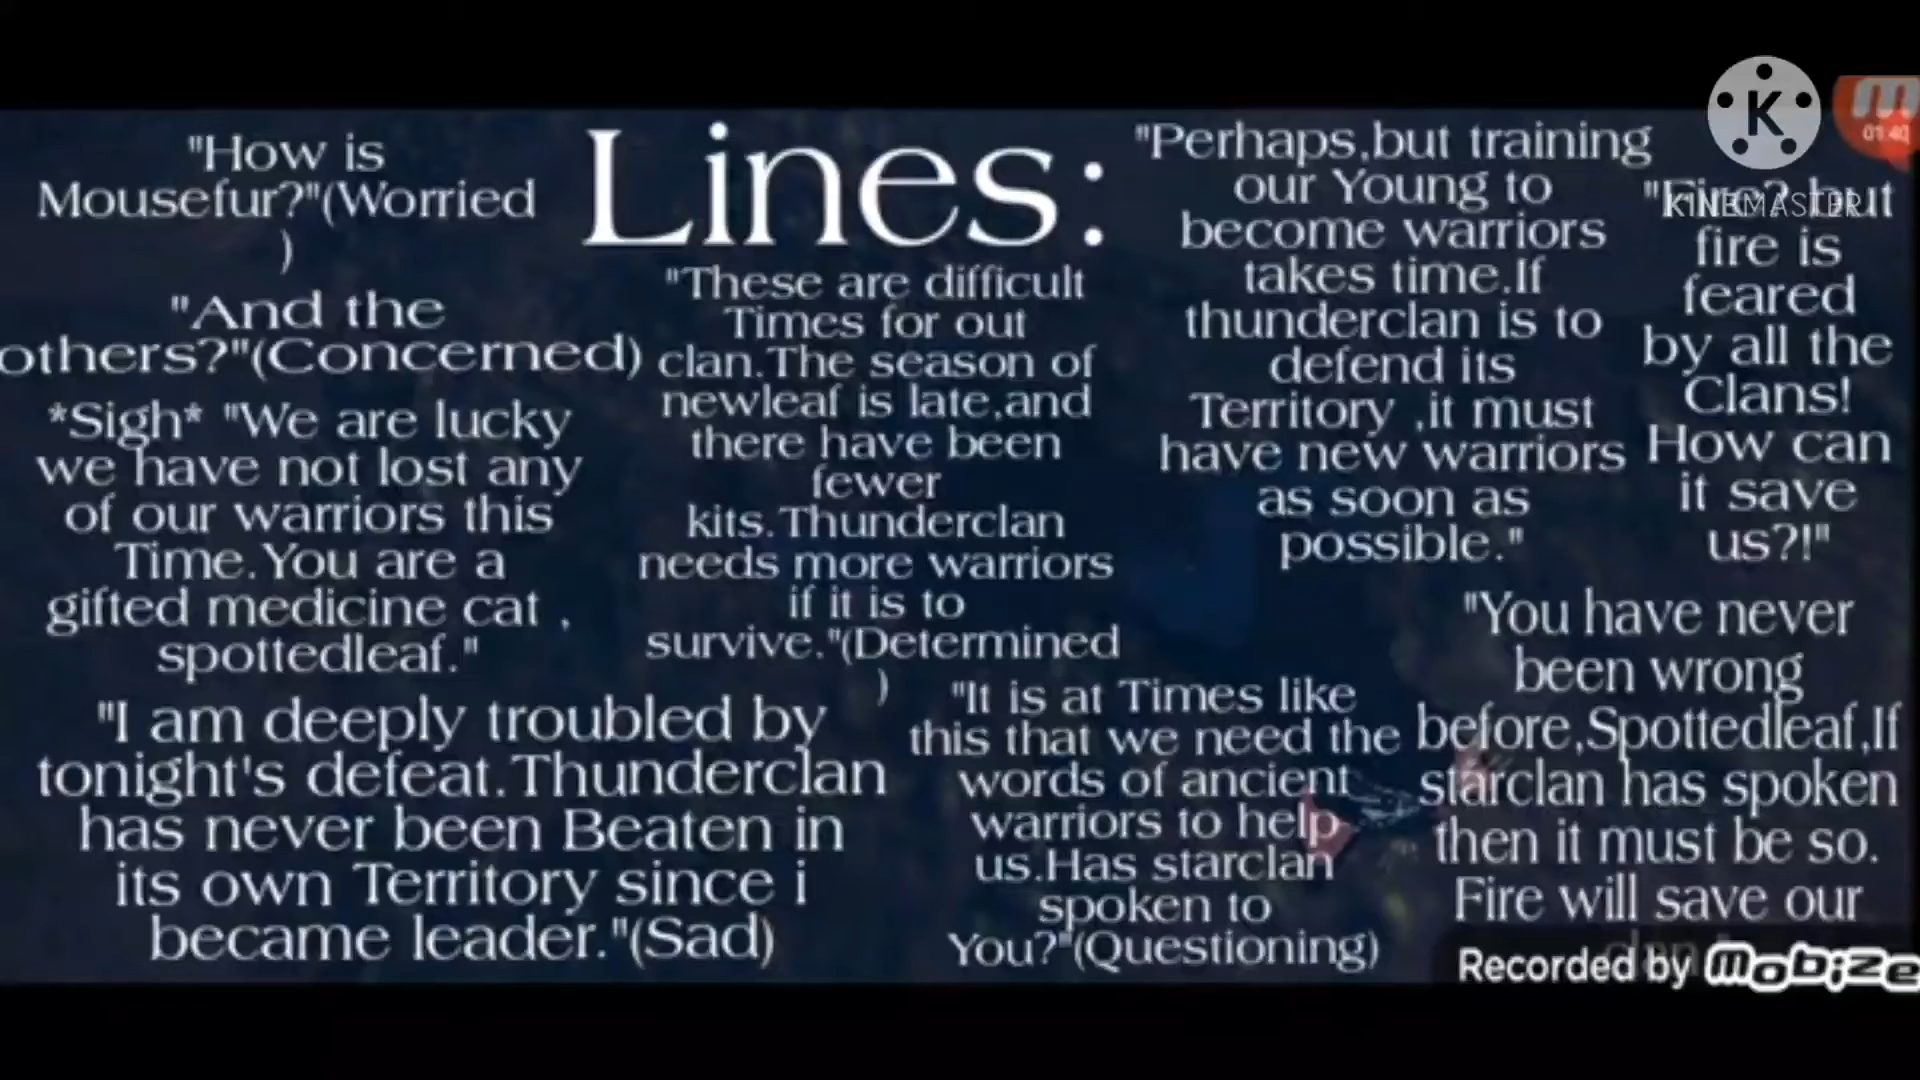 Lines:
"How is
Mousefur?"(Worried
)
"And the
others?"(Concerned)
*Sigh* "We are lucky
we have not lost any
of our warriors this
Time.You are a
gifted medicine cat ,
spottedleaf."
"I am deeply troubled by
tonight's defeat.Thunderclan
has never been Beaten in
its own Territory since i
became leader."(Sad)
"These are difficult
Times for out
clan.The season of
newleaf is late,and
there have been
fewer
kits.Thunderclan
needs more warriors
if it is to
survive."(Determined
)
"It is at Times like
this that we need the
words of ancient
warriors to help
us.Has starclan
spoken to
You?"(Questioning)
"Perhaps,but training
our Young to
become warriors
takes time.If
thunderclan is to
defend its
Territory ,it must
have new warriors
as soon as
possible."
"Fire? but
fire is
feared
by all the
Clans!
How can
it save
us?!"
"You have never
been wrong
before,Spottedleaf,If
starclan has spoken
then it must be so.
Fire will save our
K
KINEMASTER
01:40
Recorded by Mobize